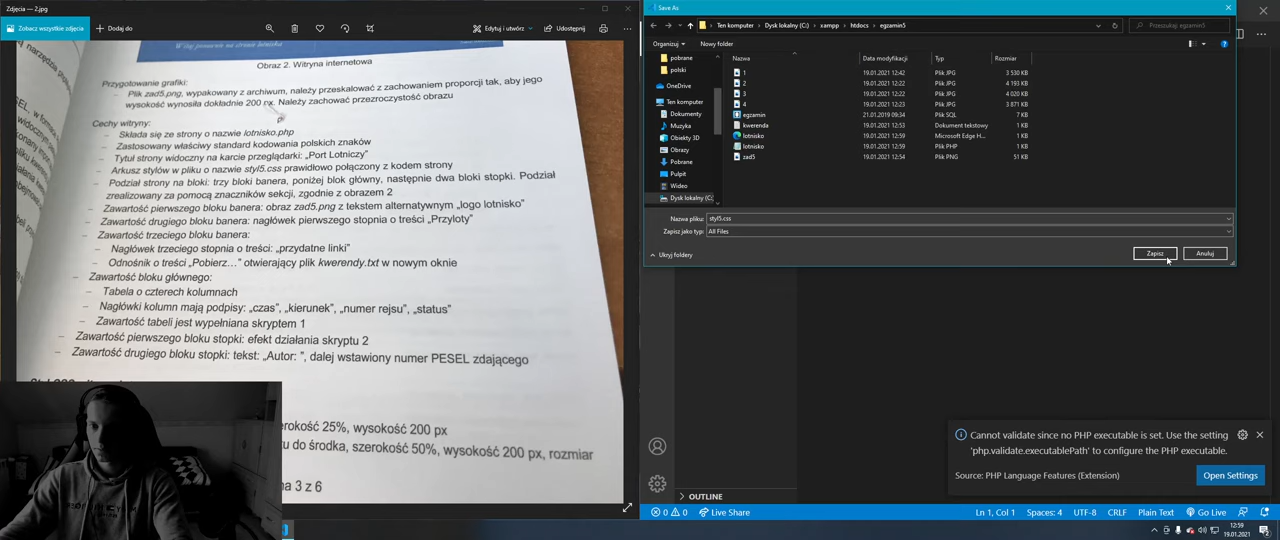 Zdjęcia — 2.jpg
Zobacz wszystkie zdjęcia
Dodaj do
Edytuj i utwórz
Udostępnij
W tej panoramie na stronie lotniska
Obraz 2. Witryna internetowa
Przygotowanie grafiki:
– Plik zad5.png, wypakowany z archiwum, należy przeskalować z zachowaniem proporcji tak, aby jego
wysokość wynosiła dokładnie 200 px. Należy zachować przezroczystość obrazu
Cechy witryny:
– Składa się ze strony o nazwie lotnisko.php
– Zastosowany właściwy standard kodowania polskich znaków
– Tytuł strony widoczny na karcie przeglądarki: „Port Lotniczy”
– Arkusz stylów w pliku o nazwie styl5.css prawidłowo połączony z kodem strony
– Podział strony na bloki: trzy bloki banera, poniżej blok główny, następnie dwa bloki stopki. Podział
zrealizowany za pomocą znaczników sekcji, zgodnie z obrazem 2
– Zawartość pierwszego bloku banera: obraz zad5.png z tekstem alternatywnym „logo lotnisko”
– Zawartość drugiego bloku banera: nagłówek pierwszego stopnia o treści „Przyloty”
– Zawartość trzeciego bloku banera:
– Nagłówek trzeciego stopnia o treści: „przydatne linki”
– Odnośnik o treści „Pobierz…” otwierający plik kwerendy.txt w nowym oknie
– Zawartość bloku głównego:
– Tabela o czterech kolumnach
– Nagłówki kolumn mają podpisy: „czas”, „kierunek”, „numer rejsu”, „status”
– Zawartość tabeli jest wypełniana skryptem 1
– Zawartość pierwszego bloku stopki: efekt działania skryptu 2
– Zawartość drugiego bloku stopki: tekst: „Autor: ”, dalej wstawiony numer PESEL zdającego
erokość 25%, wysokość 200 px
u do środka, szerokość 50%, wysokość 200 px, rozmiar
na 3 z 6
Save As
Ten komputer > Dysk lokalny (C:) > xampp > htdocs > egzamin5
Przeszukaj egzamin5
Organizuj
Nowy folder
pobrane
polski
OneDrive
Ten komputer
Dokumenty
Muzyka
Obiekty 3D
Obrazy
Pobrane
Pulpit
Wideo
Dysk lokalny (C:)
Nazwa Data modyfikacji Typ Rozmiar
1 19.01.2021 12:42 Plik JPG 3 530 KB
2 19.01.2021 12:22 Plik JPG 4 193 KB
3 19.01.2021 12:22 Plik JPG 4 020 KB
4 19.01.2021 12:23 Plik JPG 3 871 KB
egzamin 21.01.2019 09:34 Plik SQL 7 KB
kwerenda 19.01.2021 12:53 Dokument tekstowy 1 KB
lotnisko 19.01.2021 12:59 Microsoft Edge H... 1 KB
lotnisko 19.01.2021 12:59 Plik PHP 1 KB
zad5 19.01.2021 12:54 Plik PNG 51 KB
Nazwa pliku: styl5.css
Zapisz jako typ: All Files
Ukryj foldery
Zapisz
Anuluj
Cannot validate since no PHP executable is set. Use the setting
'php.validate.executablePath' to configure the PHP executable.
Source: PHP Language Features (Extension)
Open Settings
OUTLINE
0 0 Live Share
Ln 1, Col 1 Spaces: 4 UTF-8 CRLF Plain Text Go Live
12:59
19.01.2021